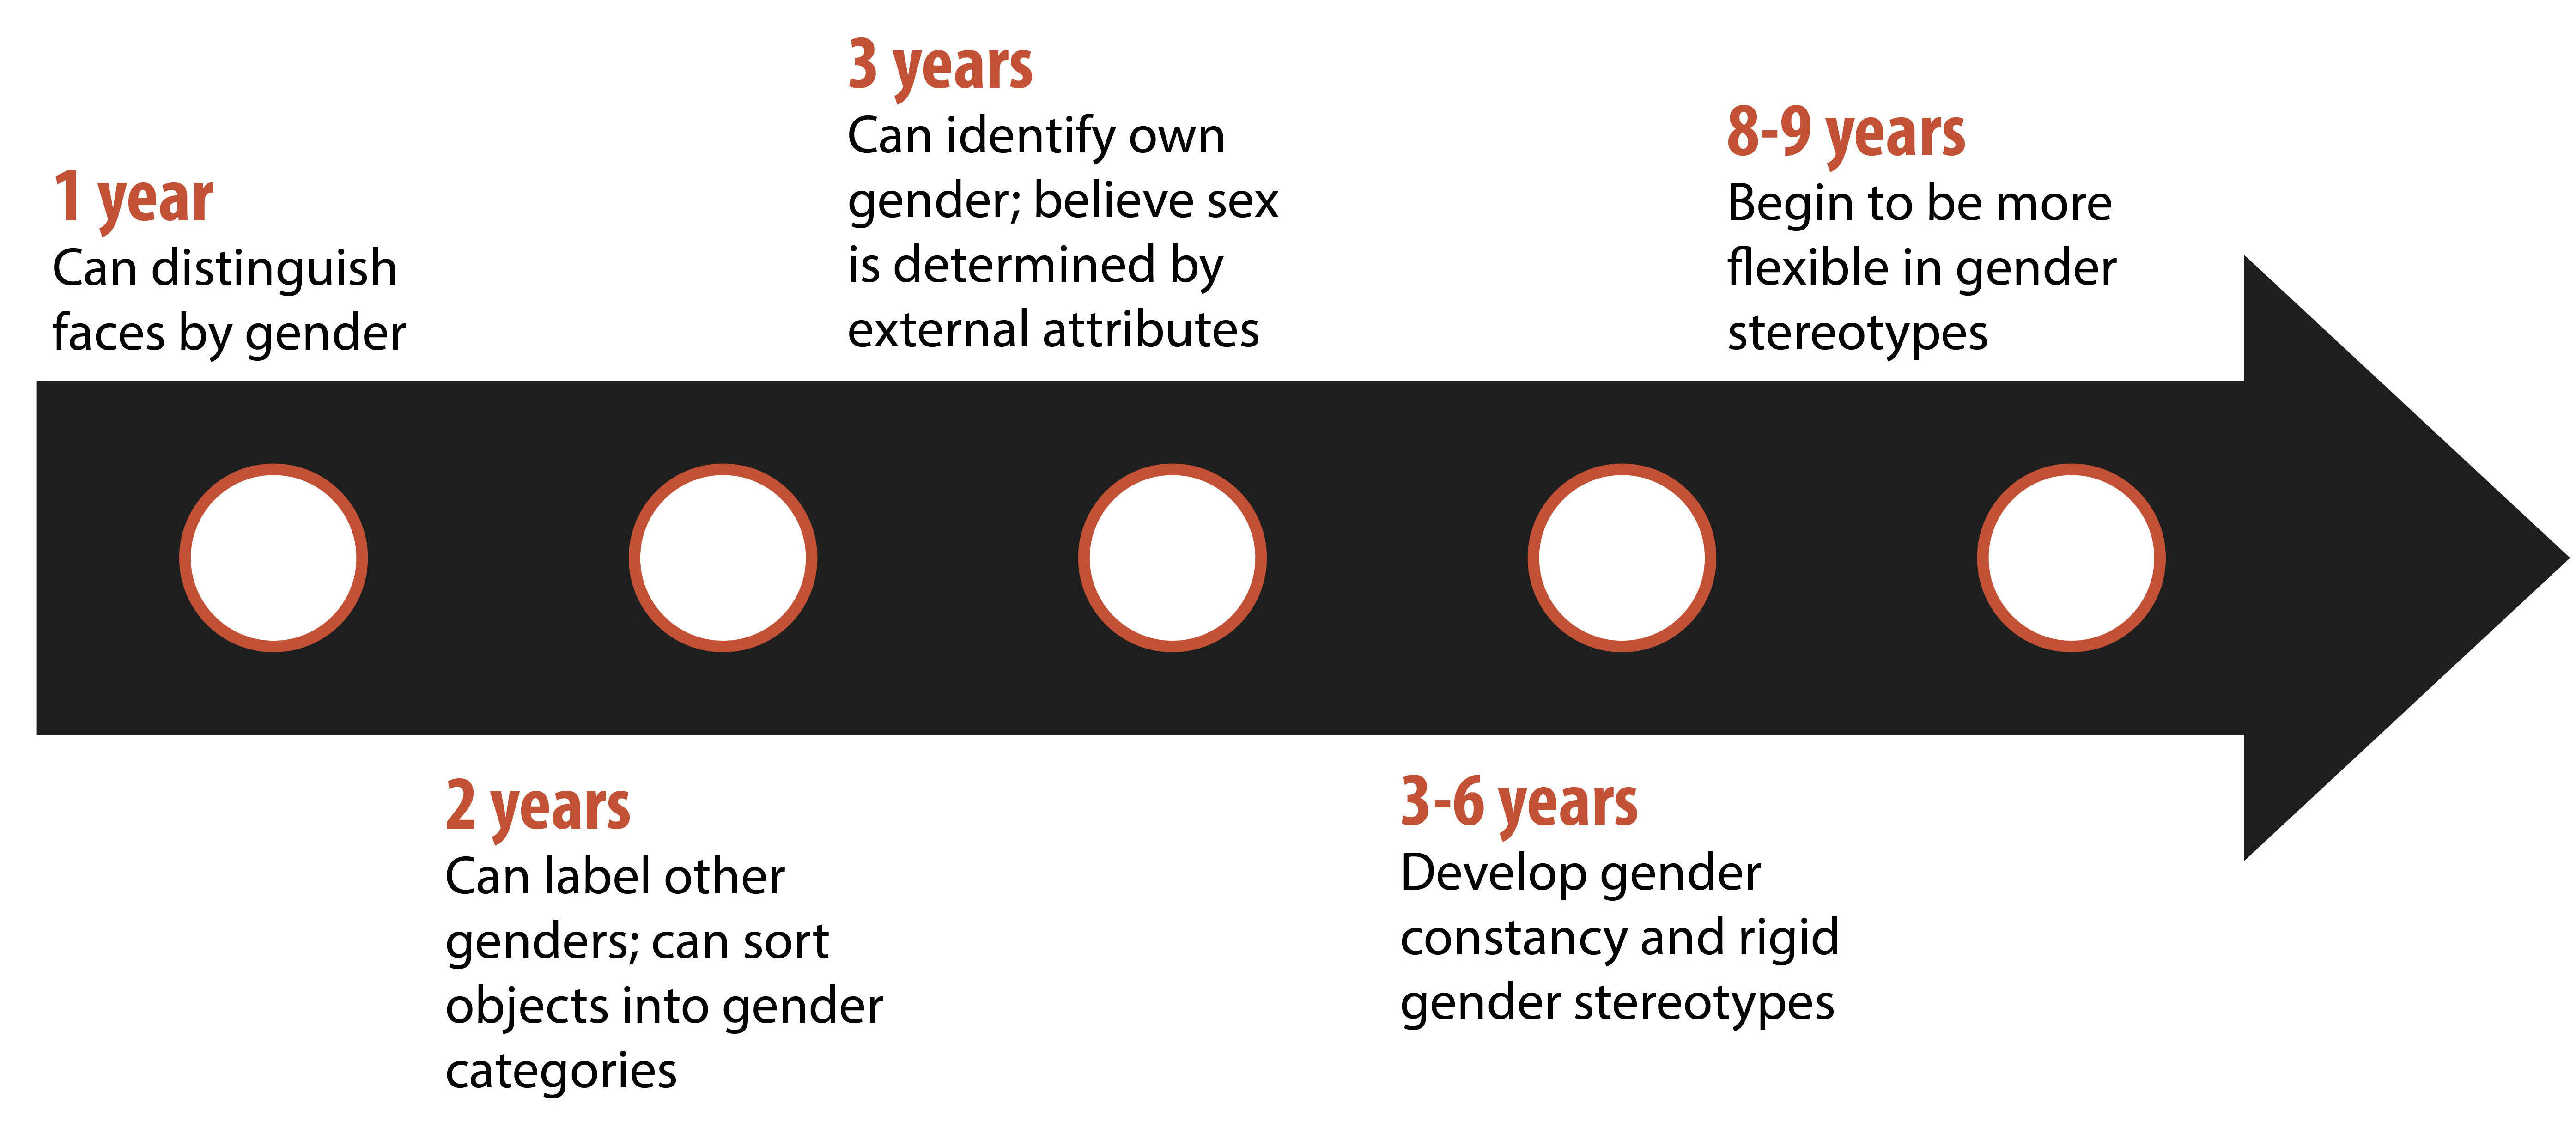 1 year
Can distinguish
faces by gender
2 years
Can label other
genders; can sort
objects into gender
categories
3 years
Can identify own
gender; believe sex
is determined by
external attributes
3-6 years
Develop gender
constancy and rigid
gender stereotypes
8-9 years
Begin to be more
flexible in gender
stereotypes